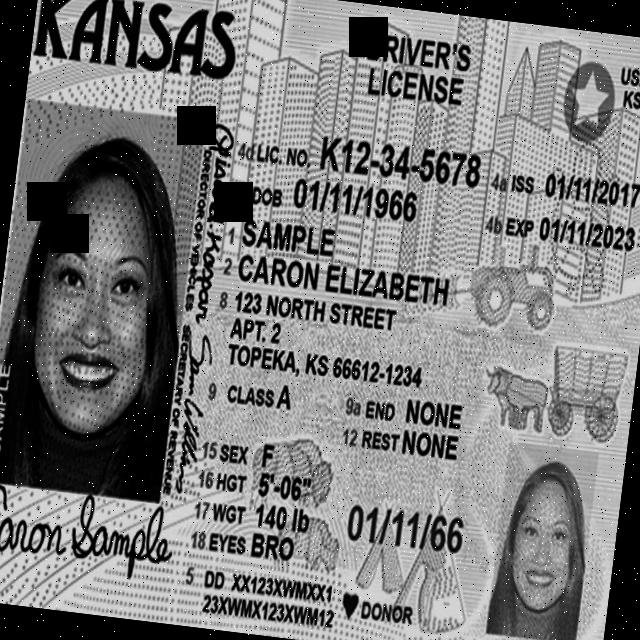 KANSAS
RIVER'S
LICENSE
US
KS
4d LIC. NO. K12-34-5678
4a ISS 01/11/2017
DOB 01/11/1966
4b EXP 01/11/2023
1 SAMPLE
2 CARON ELIZABETH
8 123 NORTH STREET
APT. 2
TOPEKA, KS 66612-1234
9 CLASS A
9a END NONE
12 REST NONE
15 SEX F
16 HGT 5'-06"
17 WGT 140 lb
01/11/66
18 EYES BRO
5 DD XX123XWMXX1
23XWMX123XWM12
DONOR
aron Sample
DIRECTOR OF VEHICLES
SECRETARY OF REVENUE